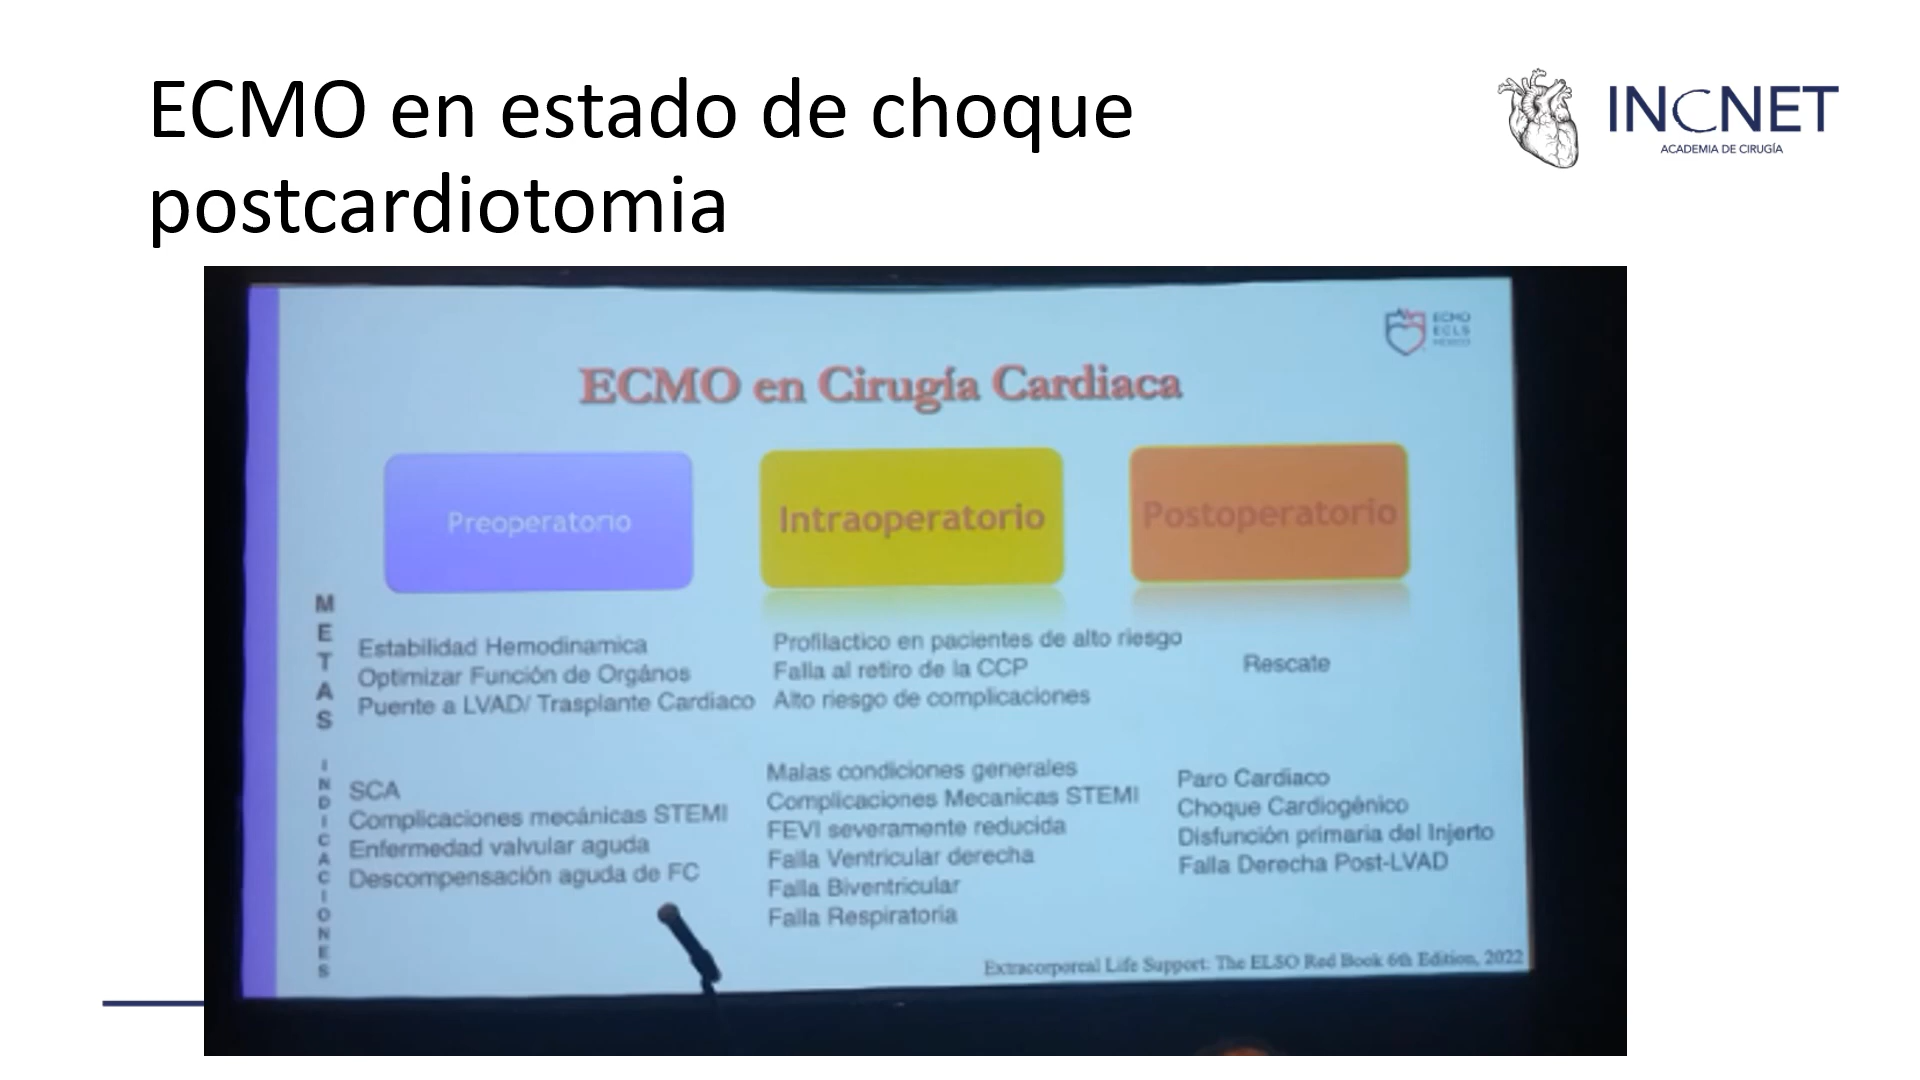 ECMO en estado de choque
postcardiotomia
INCNET
ACADEMIA DE CIRUGÍA
ECMO
ECLS
MÉXICO
ECMO en Cirugía Cardiaca
Preoperatorio
Intraoperatorio
Postoperatorio
METAS
Estabilidad Hemodinamica
Optimizar Función de Orgános
Puente a LVAD/ Trasplante Cardiaco
Profilactico en pacientes de alto riesgo
Falla al retiro de la CCP
Alto riesgo de complicaciones
Rescate
INDICACIONES
SCA
Complicaciones mecánicas STEMI
Enfermedad valvular aguda
Descompensación aguda de FC
Malas condiciones generales
Complicaciones Mecanicas STEMI
FEVI severamente reducida
Falla Ventricular derecha
Falla Biventricular
Falla Respiratoria
Paro Cardiaco
Choque Cardiogénico
Disfunción primaria del Injerto
Falla Derecha Post-LVAD
Extracorporeal Life Support: The ELSO Red Book 6th Edition, 2022